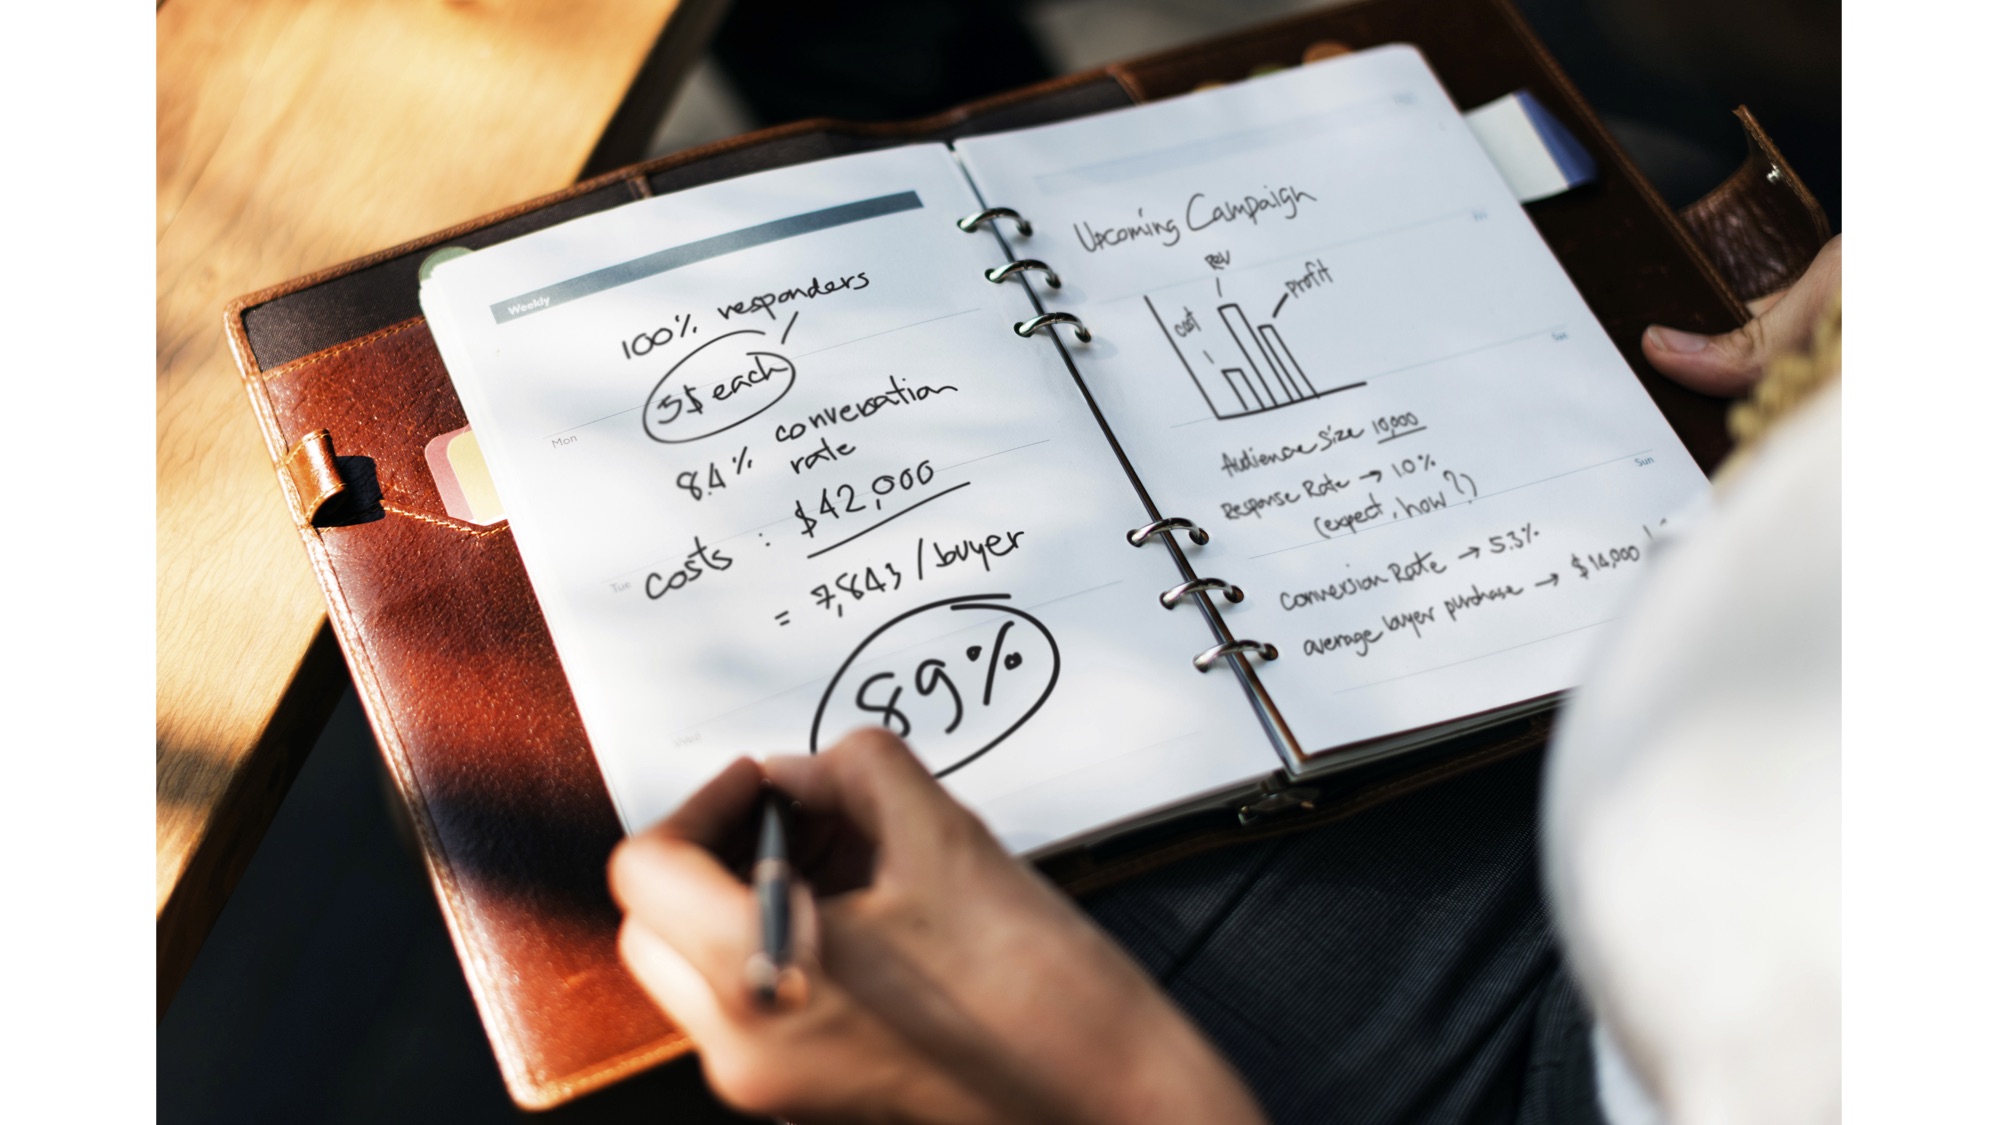 Weekly
100% responders
5$ each
8.4% conversation
rate
costs : $42,000
= 7,843 / buyer
89%
Mon
Tue
Wed
Upcoming Campaign
Rev
Profit
cost
Audience Size 10,000
Response Rate → 10%
(expect, how?)
Conversion Rate → 5.3%
average buyer purchase → $14,000
Fri
Sat
Sun